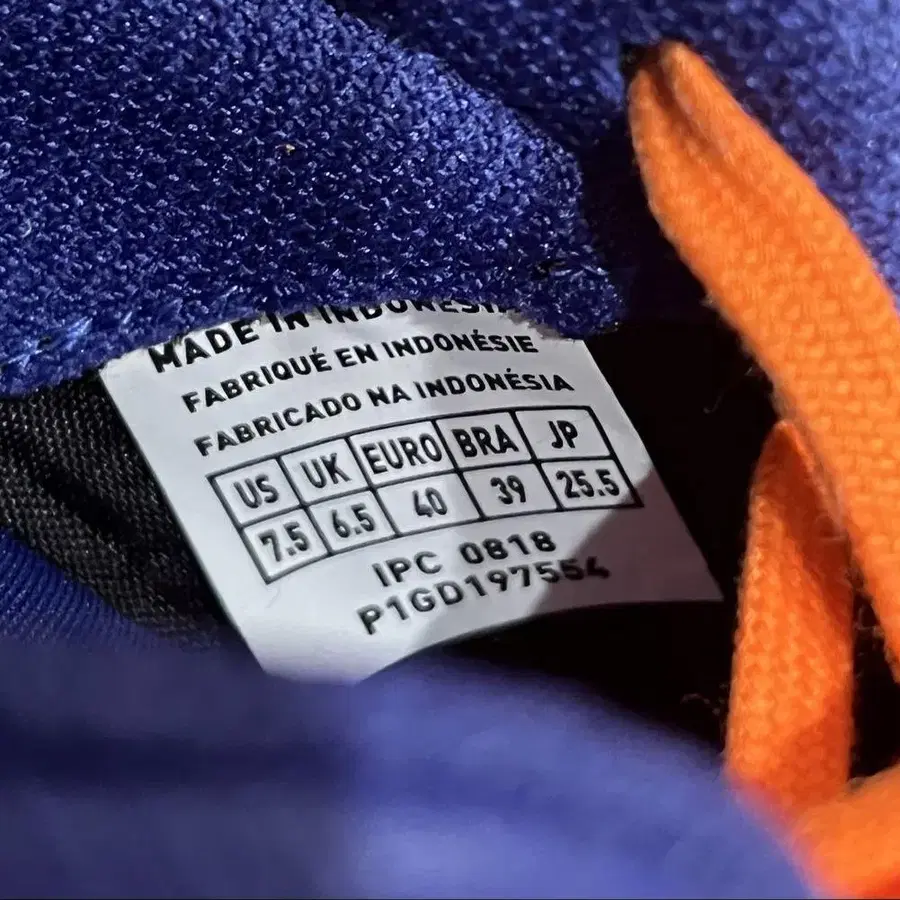 MADE IN INDONESIA
FABRIQUÉ EN INDONÉSIE
FABRICADO NA INDONÉSIA
US UK EURO BRA JP
7.5 6.5 40 39 25.5
IPC 0818
P1GD197554